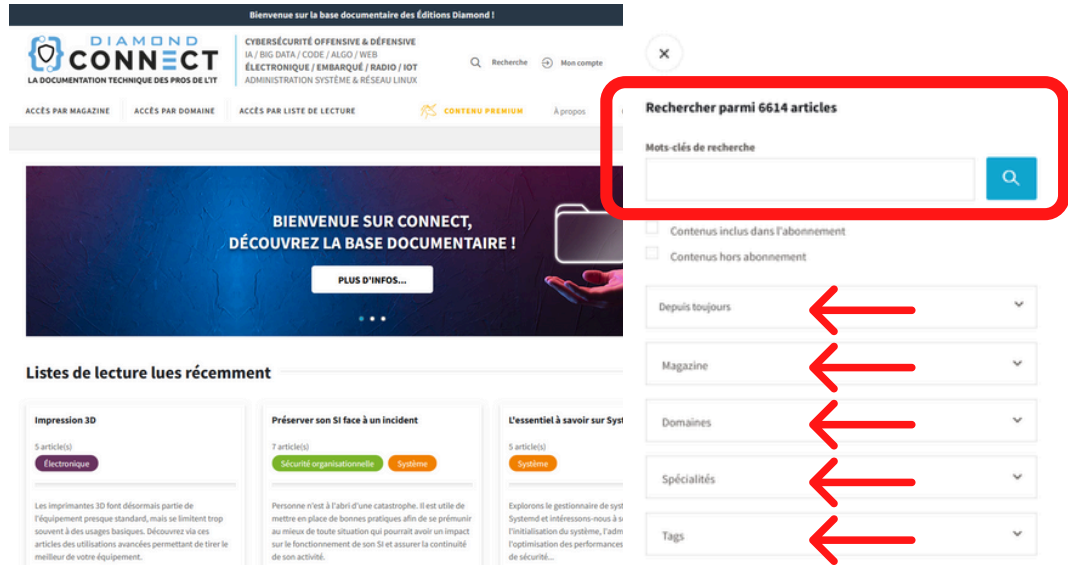 Bienvenue sur la base documentaire des Éditions Diamond !
DIAMOND
CONNECT
LA DOCUMENTATION TECHNIQUE DES PROS DE L'IT
CYBERSÉCURITÉ OFFENSIVE & DÉFENSIVE
IA / BIG DATA / CODE / ALGO / WEB
ÉLECTRONIQUE / EMBARQUÉ / RADIO / IOT
ADMINISTRATION SYSTÈME & RÉSEAU LINUX
Recherche
Mon compte
ACCÈS PAR MAGAZINE
ACCÈS PAR DOMAINE
ACCÈS PAR LISTE DE LECTURE
CONTENU PREMIUM
À propos
BIENVENUE SUR CONNECT,
DÉCOUVREZ LA BASE DOCUMENTAIRE !
PLUS D'INFOS...
Listes de lecture lues récemment
Impression 3D
5 article(s)
Électronique
Les imprimantes 3D font désormais partie de
l'équipement presque standard, mais se limitent trop
souvent à des usages basiques. Découvrez via ces
articles des utilisations avancées permettant de tirer le
meilleur de votre équipement.
Préserver son SI face à un incident
7 article(s)
Sécurité organisationnelle
Système
Personne n'est à l'abri d'une catastrophe. Il est utile de
mettre en place de bonnes pratiques afin de se prémunir
au mieux de toute situation qui pourrait avoir un impact
sur le fonctionnement de son SI et assurer la continuité
de son activité.
L'essentiel à savoir sur Syst
5 article(s)
Système
Explorons le gestionnaire de syst
Systemd et intéressons-nous à s
l'initialisation du système, l'adm
l'optimisation des performances
de sécurité...
Rechercher parmi 6614 articles
Mots-clés de recherche
Contenus inclus dans l'abonnement
Contenus hors abonnement
Depuis toujours
Magazine
Domaines
Spécialités
Tags